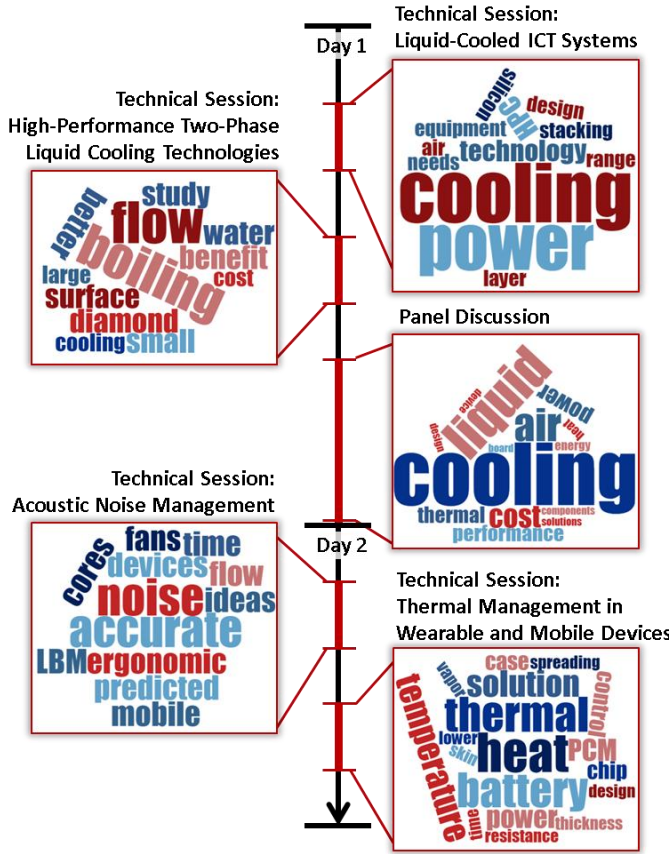 Day 1
Technical Session:
Liquid-Cooled ICT Systems
silicon
HPC
design
equipment
stacking
air
needs
technology
range
cooling
power
layer
Technical Session:
High-Performance Two-Phase
Liquid Cooling Technologies
better
study
flow
water
boiling
benefit
large
cost
surface
diamond
cooling
small
Panel Discussion
liquid
device
design
power
air
heat
board
energy
cooling
thermal
cost
components
solutions
performance
Technical Session:
Acoustic Noise Management
Day 2
cores
fans
time
devices
flow
noise
ideas
accurate
LBM
ergonomic
predicted
mobile
Technical Session:
Thermal Management in
Wearable and Mobile Devices
case
spreading
vapor
solution
control
temperature
thermal
lower
heat
skin
PCM
chip
battery
design
time
power
thickness
resistance